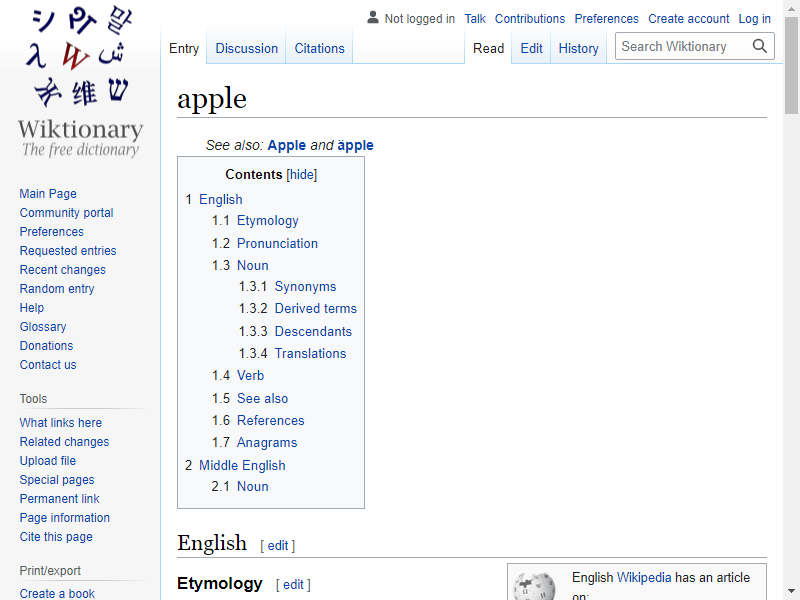 Not logged in Talk Contributions Preferences Create account Log in
Entry Discussion Citations Read Edit History Search Wiktionary
シ 말
λ W ش
维 ש
Wiktionary
The free dictionary
Main Page
Community portal
Preferences
Requested entries
Recent changes
Random entry
Help
Glossary
Donations
Contact us
Tools
What links here
Related changes
Upload file
Special pages
Permanent link
Page information
Cite this page
Print/export
Create a book
apple
See also: Apple and äpple
Contents [hide]
1 English
1.1 Etymology
1.2 Pronunciation
1.3 Noun
1.3.1 Synonyms
1.3.2 Derived terms
1.3.3 Descendants
1.3.4 Translations
1.4 Verb
1.5 See also
1.6 References
1.7 Anagrams
2 Middle English
2.1 Noun
English [ edit ]
Etymology [ edit ]
English Wikipedia has an article
on: